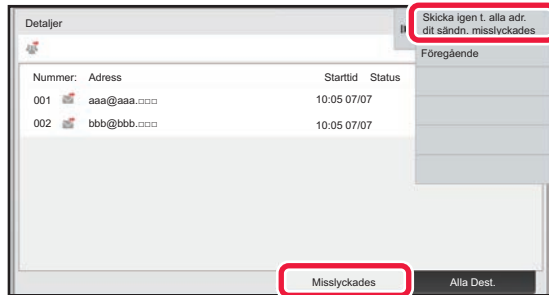 Detaljer
Skicka igen t. alla adr.
dit sändn. misslyckades
Föregående
Nummer: Adress Starttid Status
001 aaa@aaa.□□□ 10:05 07/07
002 bbb@bbb.□□□ 10:05 07/07
Misslyckades Alla Dest.